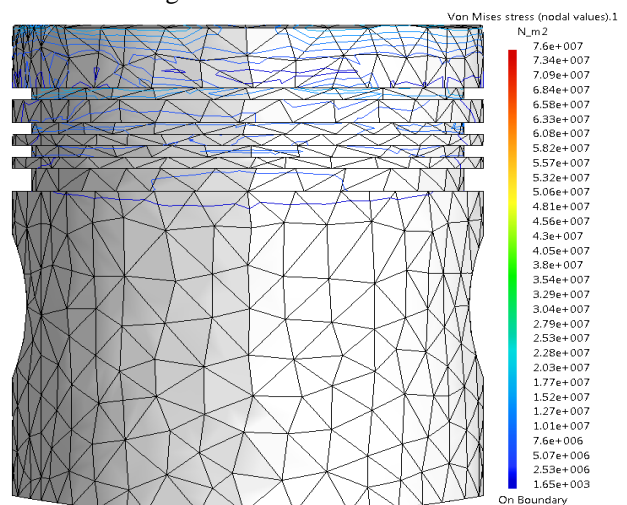 Von Mises stress (nodal values).1
N_m2
7.6e+007
7.34e+007
7.09e+007
6.84e+007
6.58e+007
6.33e+007
6.08e+007
5.82e+007
5.57e+007
5.32e+007
5.06e+007
4.81e+007
4.56e+007
4.3e+007
4.05e+007
3.8e+007
3.54e+007
3.29e+007
3.04e+007
2.79e+007
2.53e+007
2.28e+007
2.03e+007
1.77e+007
1.52e+007
1.27e+007
1.01e+007
7.6e+006
5.07e+006
2.53e+006
1.65e+003
On Boundary